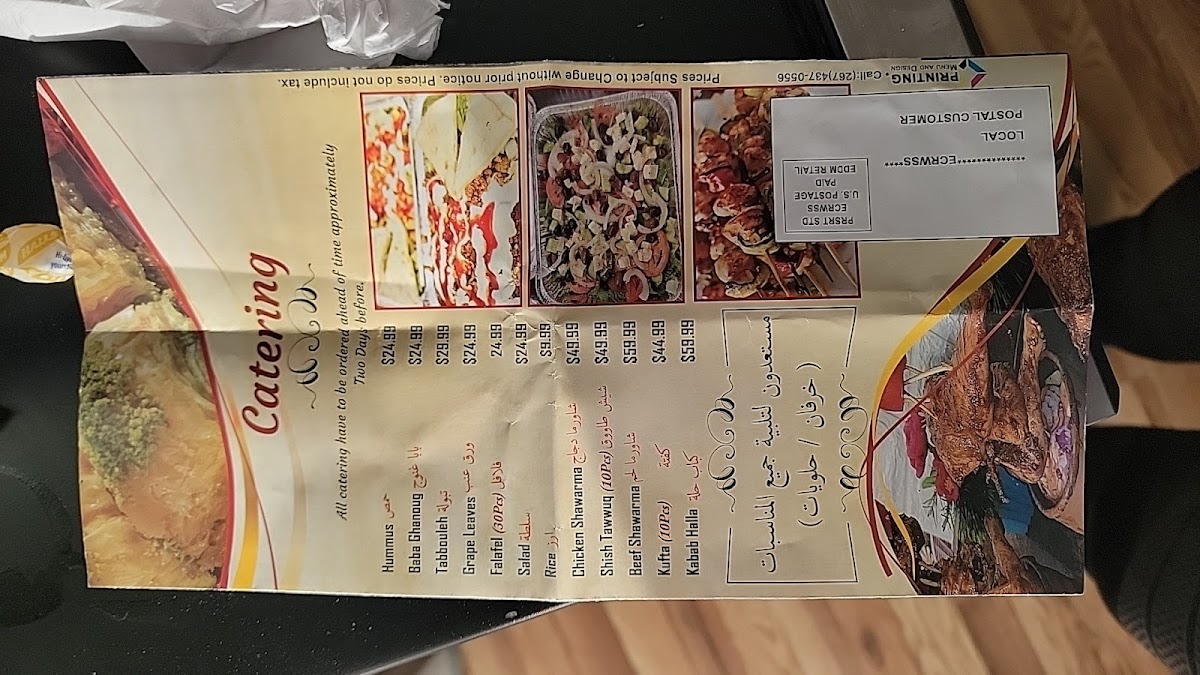 Catering
All catering have to be ordered ahead of time approximately
Two Days before.
Hummus حمص $24.99
Baba Ghanoug بابا غنوج $24.99
Tabbouleh تبولة $29.99
Grape Leaves ورق عنب $24.99
Falafel (30Pcs) فلافل 24.99
Salad سلطة $24.99
Rice ارز $9.99
Chicken Shawarma شاورما دجاج $49.99
Shish Tawwuq (10Pcs) شيش طاووق $49.99
Beef Shawarma شاورما لحم $59.99
Kufta (10Pcs) كفتة $44.99
Kabab Halla كباب حلة $59.99
مستعدون لتلبية جميع المناسبات
( خرفان / حلويات )
Prices Subject to Change without prior notice. Prices do not include tax.
PRINTING
MENU AND DESIGN
Call:(267)437-0556
PRSRT STD
ECRWSS
U.S. POSTAGE
PAID
EDDM RETAIL
**************ECRWSS****
LOCAL
POSTAL CUSTOMER